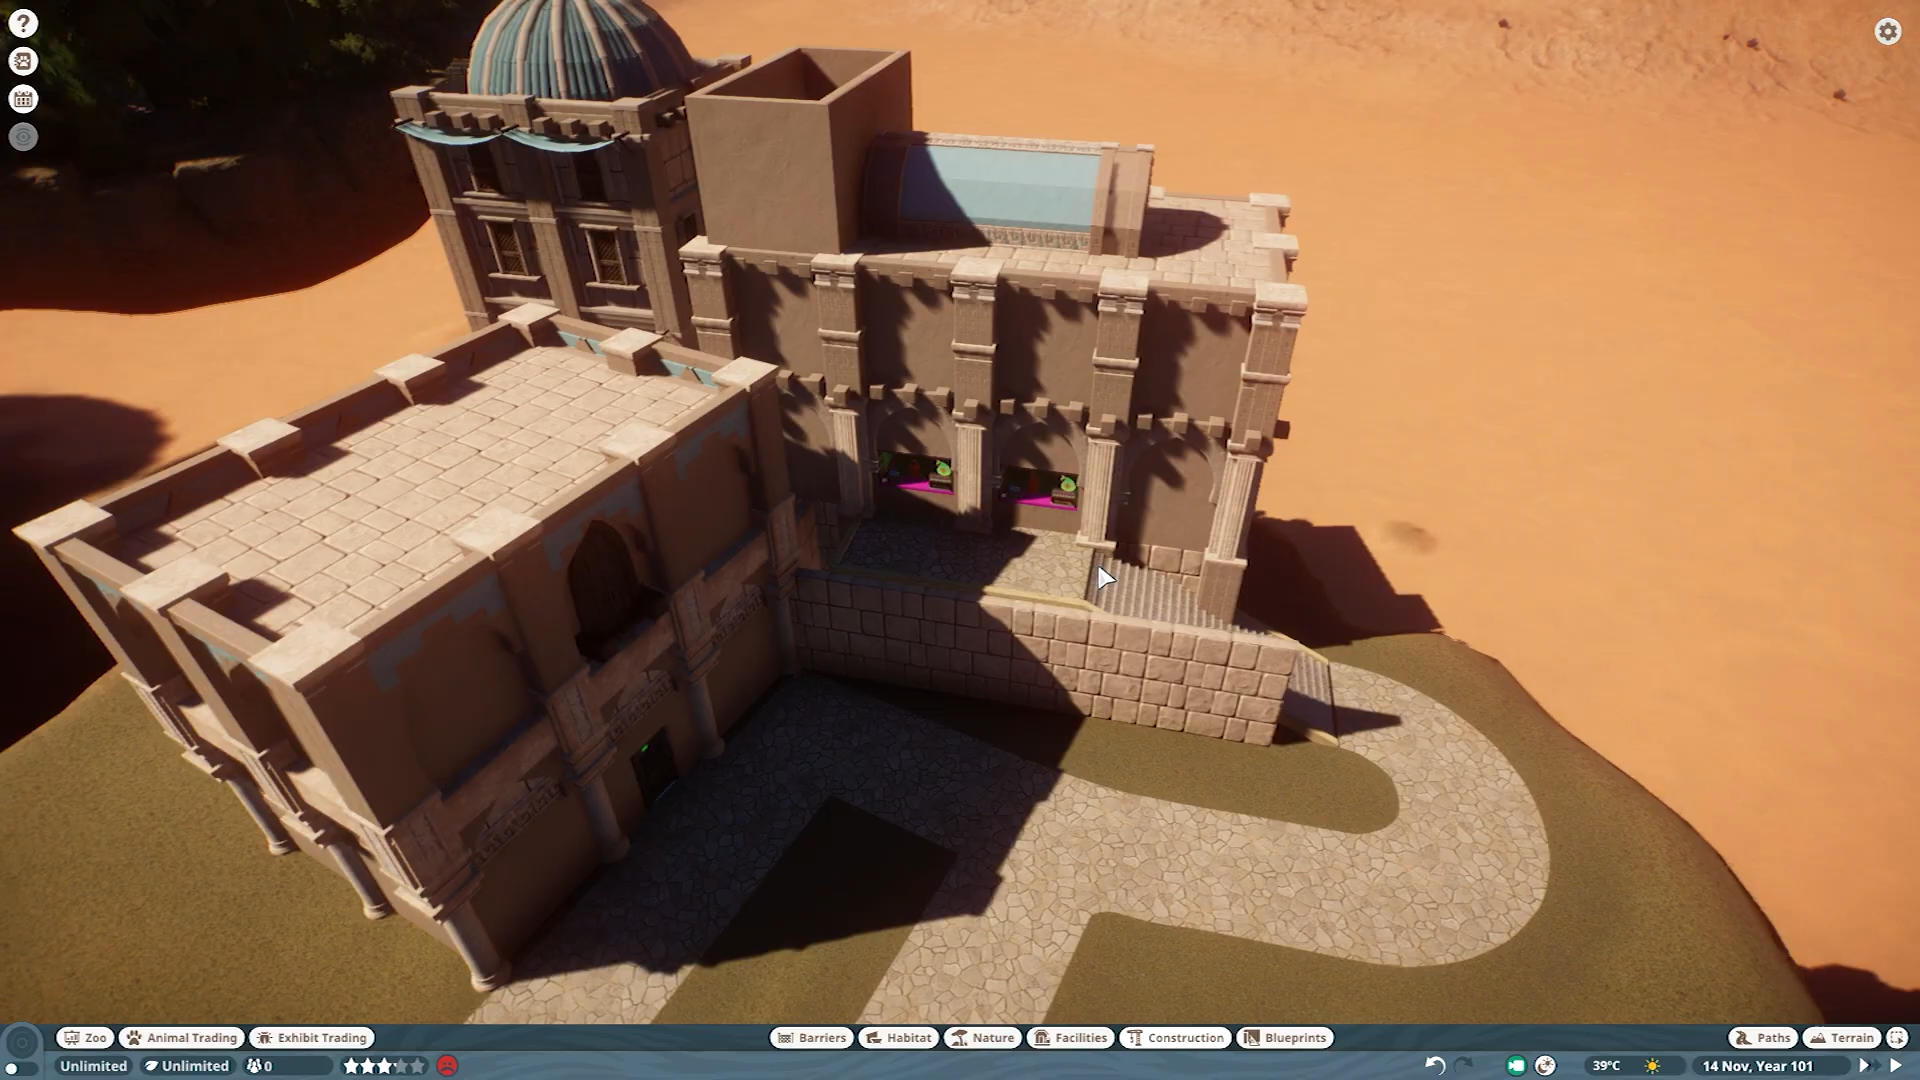 ?
Zoo
Animal Trading
Exhibit Trading
Barriers
Habitat
Nature
Facilities
Construction
Blueprints
Paths
Terrain
Unlimited
Unlimited
0
39°C
14 Nov, Year 101